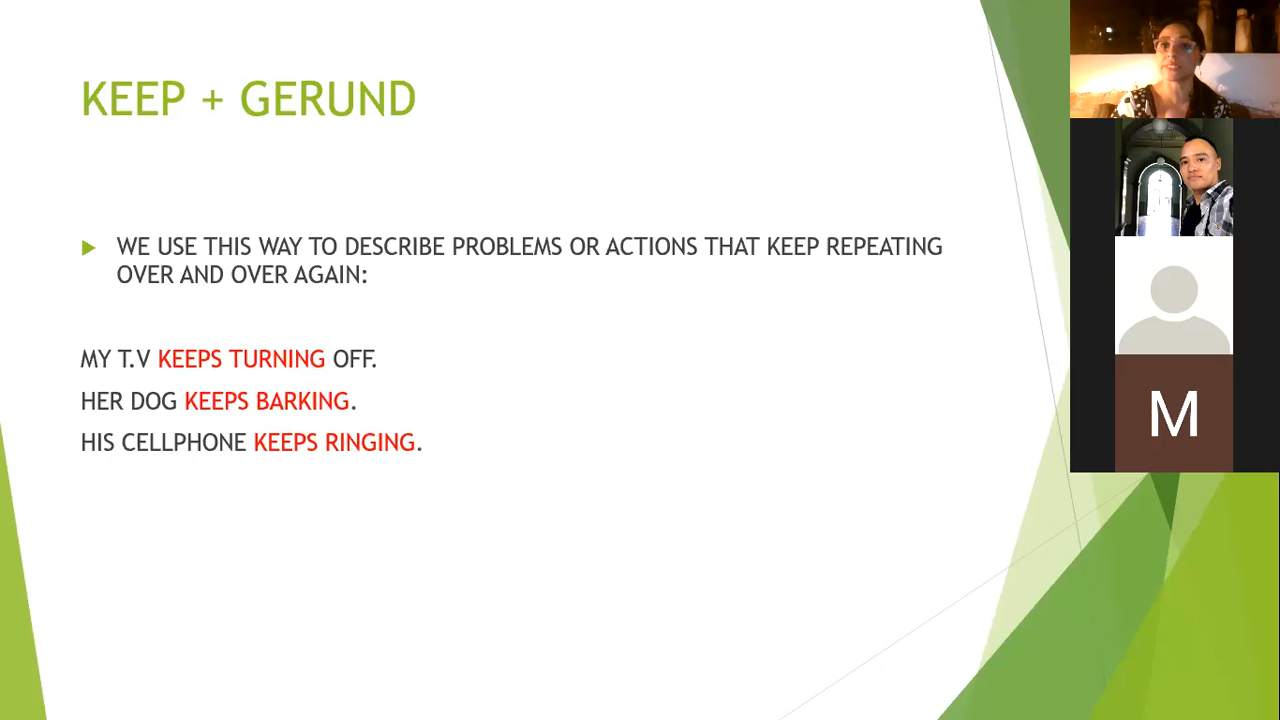 KEEP + GERUND
WE USE THIS WAY TO DESCRIBE PROBLEMS OR ACTIONS THAT KEEP REPEATING
OVER AND OVER AGAIN:
MY T.V KEEPS TURNING OFF.
HER DOG KEEPS BARKING.
HIS CELLPHONE KEEPS RINGING.
M